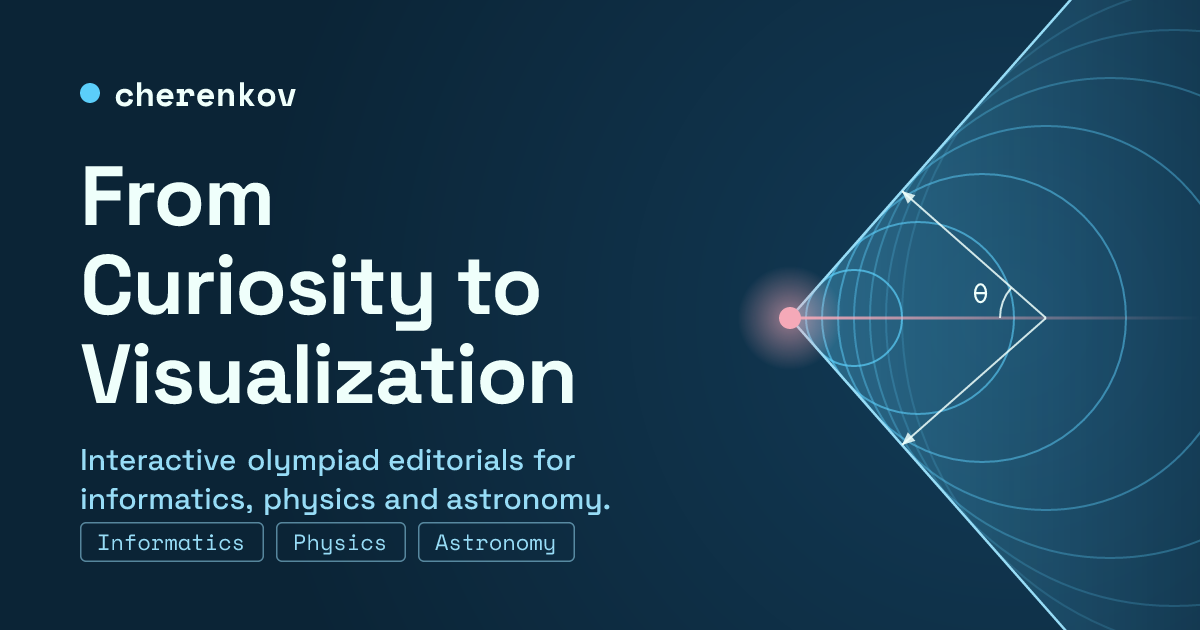 cherenkov
From
Curiosity to
Visualization
Interactive olympiad editorials for
informatics, physics and astronomy.
Informatics Physics Astronomy
θ